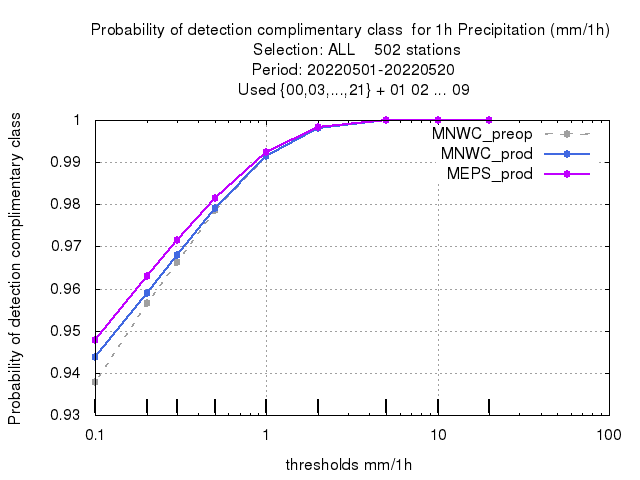 Probability of detection complimentary class  for 1h Precipitation (mm/1h)
Selection: ALL    502 stations
Period: 20220501-20220520
Used {00,03,...,21} + 01 02 ... 09
Probability of detection complimentary class
1
0.99
0.98
0.97
0.96
0.95
0.94
0.93
MNWC_preop
MNWC_prod
MEPS_prod
0.1 1 10 100
thresholds mm/1h